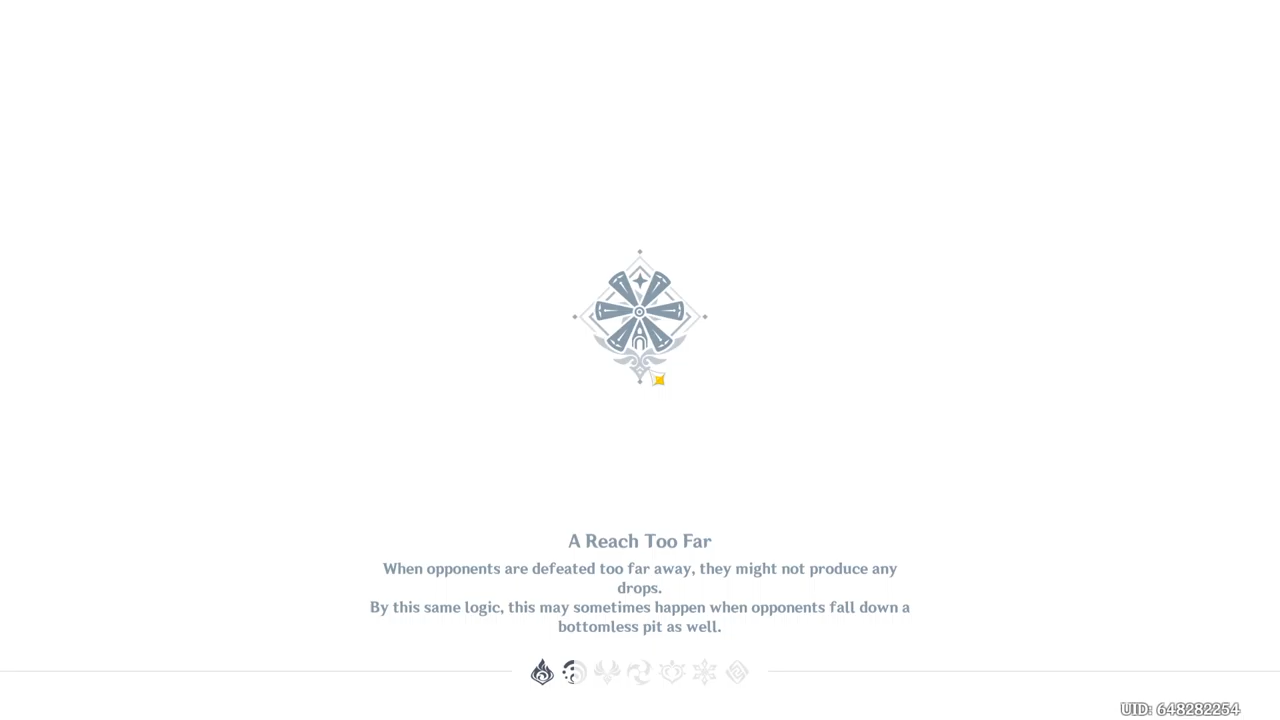 A Reach Too Far
When opponents are defeated too far away, they might not produce any
drops.
By this same logic, this may sometimes happen when opponents fall down a
bottomless pit as well.
UID: 648282254